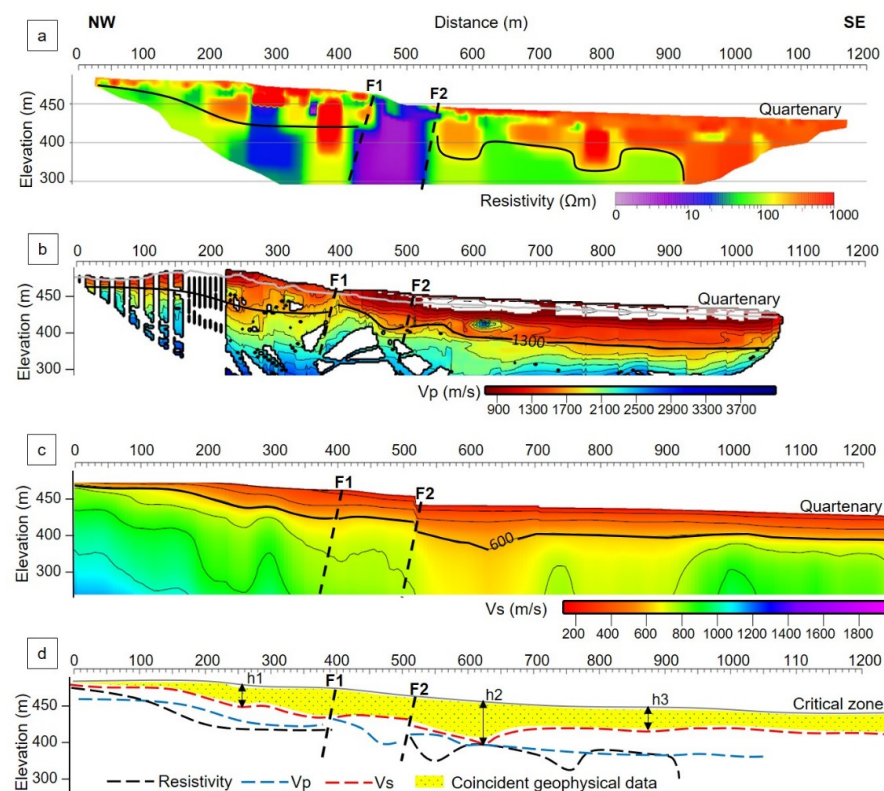 a
NW
Distance (m)
SE
0 100 200 300 400 500 600 700 800 900 1000 1100 1200
Elevation (m)
450
400
300
F1
F2
Quartenary
Resistivity (Ωm)
0 10 100 1000
b
0 100 200 300 400 500 600 700 800 900 1000 1100 1200
Elevation (m)
450
400
300
F1
F2
Quartenary
1300
Vp (m/s)
900 1300 1700 2100 2500 2900 3300 3700
c
0 100 200 300 400 500 600 700 800 900 1000 1100 1200
Elevation (m)
450
400
300
F1
F2
Quartenary
600
Vs (m/s)
200 400 600 800 1000 1200 1400 1600 1800
d
0 100 200 300 400 500 600 700 800 900 1000 1100 1200
Elevation (m)
450
400
300
h1
F1
F2
h2
h3
Critical zone
Resistivity Vp Vs Coincident geophysical data